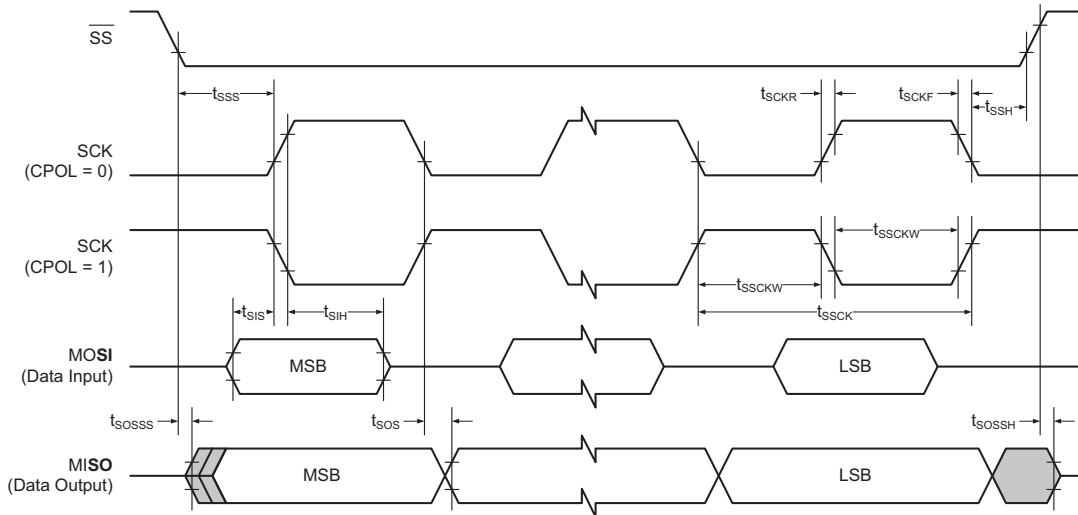 SS
tSSS
tSCKR
tSCKF
tSSH
SCK
(CPOL = 0)
SCK
(CPOL = 1)
tSSCKW
tSSCKW
tSSCK
tSIS
tSIH
MOSI
(Data Input)
MSB
LSB
tSOSSS
tSOS
tSOSSH
MISO
(Data Output)
MSB
LSB